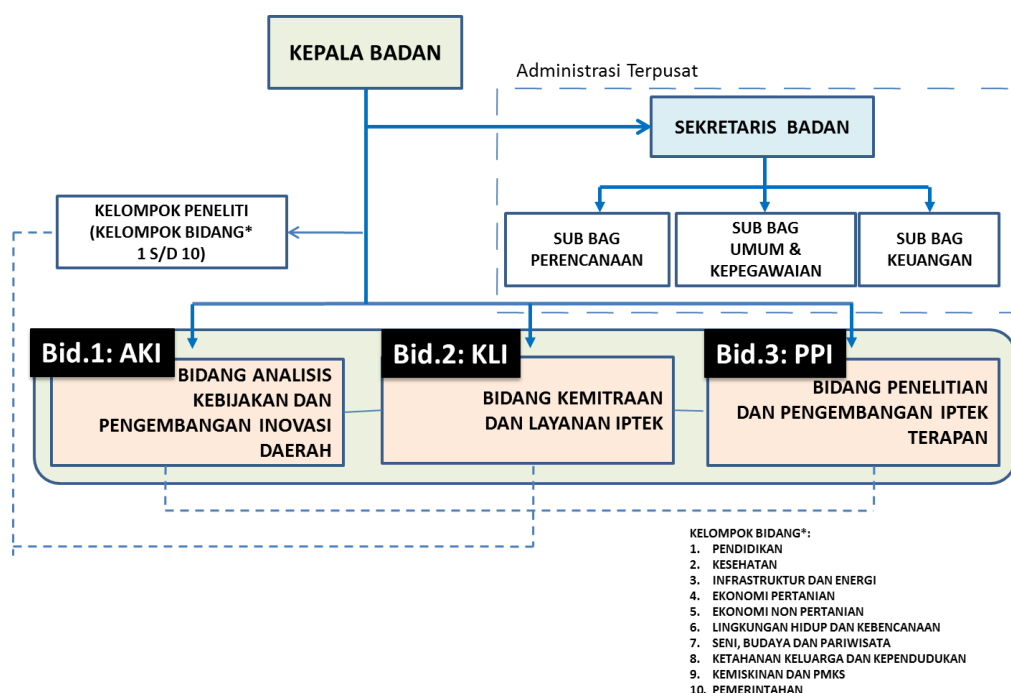 KEPALA BADAN
Administrasi Terpusat
SEKRETARIS BADAN
KELOMPOK PENELITI
(KELOMPOK BIDANG*
1 S/D 10)
SUB BAG
PERENCANAAN
SUB BAG
UMUM &
KEPEGAWAIAN
SUB BAG
KEUANGAN
Bid.1: AKI
BIDANG ANALISIS
KEBIJAKAN DAN
PENGEMBANGAN INOVASI
DAERAH
Bid.2: KLI
BIDANG KEMITRAAN
DAN LAYANAN IPTEK
Bid.3: PPI
BIDANG PENELITIAN
DAN PENGEMBANGAN IPTEK
TERAPAN
KELOMPOK BIDANG*:
1. PENDIDIKAN
2. KESEHATAN
3. INFRASTRUKTUR DAN ENERGI
4. EKONOMI PERTANIAN
5. EKONOMI NON PERTANIAN
6. LINGKUNGAN HIDUP DAN KEBENCANAAN
7. SENI, BUDAYA DAN PARIWISATA
8. KETAHANAN KELUARGA DAN KEPENDUDUKAN
9. KEMISKINAN DAN PMKS
10. PEMERINTAHAN